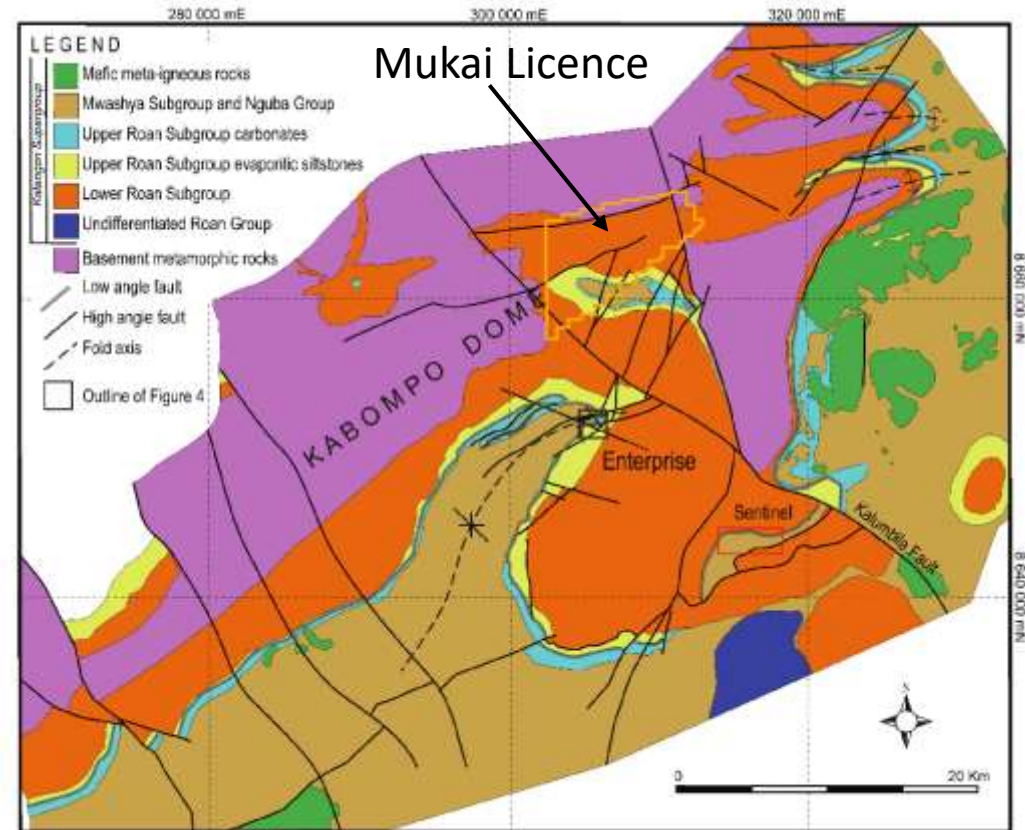 280 000 mE
300 000 mE
320 000 mE
LEGEND
Mukai Licence
Katangan Supergroup
Mafic meta-igneous rocks
Mwashya Subgroup and Nguba Group
Upper Roan Subgroup carbonates
Upper Roan Subgroup evaporitic siltstones
Lower Roan Subgroup
Undifferentiated Roan Group
Basement metamorphic rocks
Low angle fault
High angle fault
Fold axis
Outline of Figure 4
8 660 000 mN
KABOMPO DOME
Enterprise
Sentinel
Kalumbila Fault
8 640 000 mN
N
0
20 Km